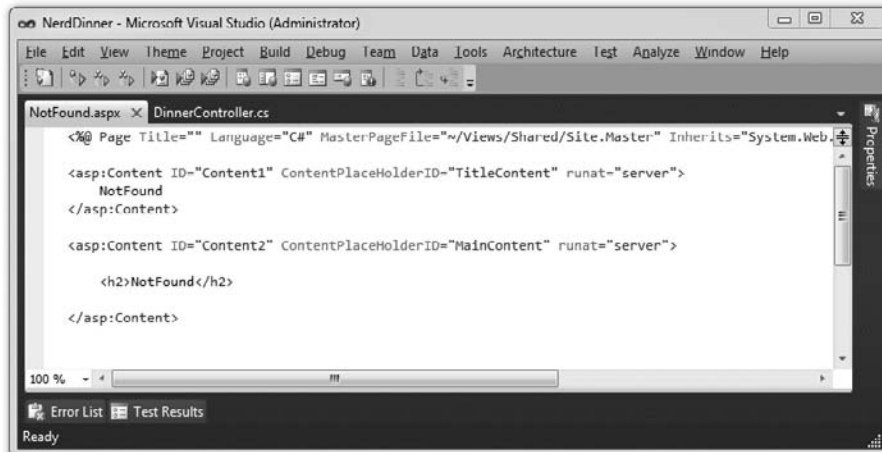 NerdDinner - Microsoft Visual Studio (Administrator)
File Edit View Theme Project Build Debug Team Data Tools Architecture Test Analyze Window Help
NotFound.aspx DinnerController.cs
<%@ Page Title="" Language="C#" MasterPageFile="~/Views/Shared/Site.Master" Inherits="System.Web.
<asp:Content ID="Content1" ContentPlaceHolderID="TitleContent" runat="server">
NotFound
</asp:Content>
<asp:Content ID="Content2" ContentPlaceHolderID="MainContent" runat="server">
<h2>NotFound</h2>
</asp:Content>
100 %
Properties
Error List Test Results
Ready